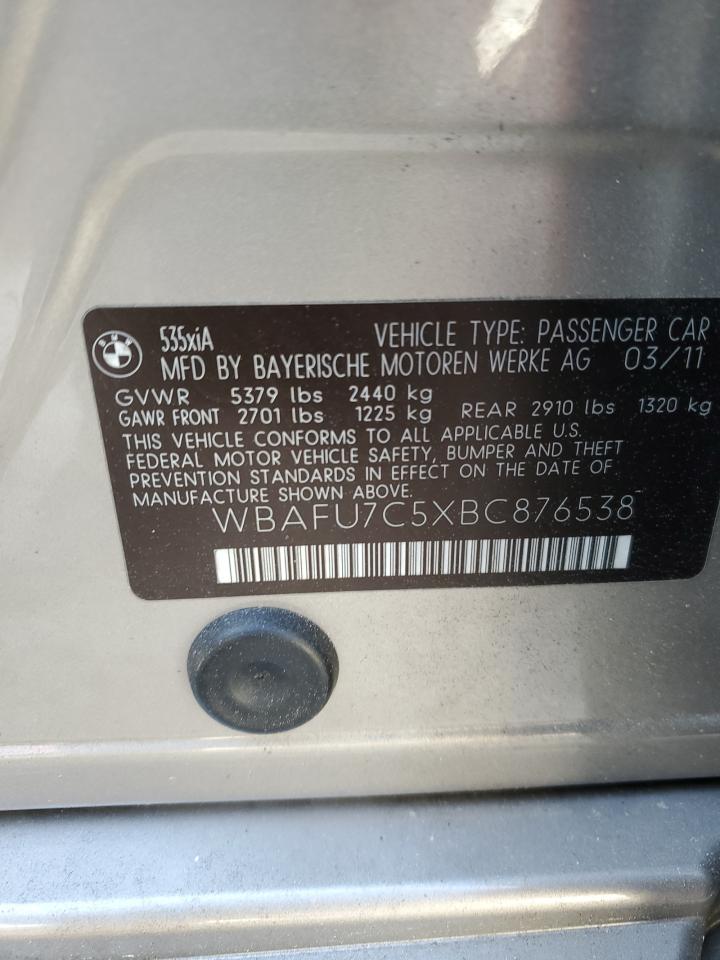 BMW
535xiA VEHICLE TYPE: PASSENGER CAR
MFD BY BAYERISCHE MOTOREN WERKE AG 03/11
GVWR 5379 lbs 2440 kg
GAWR FRONT 2701 lbs 1225 kg REAR 2910 lbs 1320 kg
THIS VEHICLE CONFORMS TO ALL APPLICABLE U.S.
FEDERAL MOTOR VEHICLE SAFETY, BUMPER AND THEFT
PREVENTION STANDARDS IN EFFECT ON THE DATE OF
MANUFACTURE SHOWN ABOVE.
WBAFU7C5XBC876538